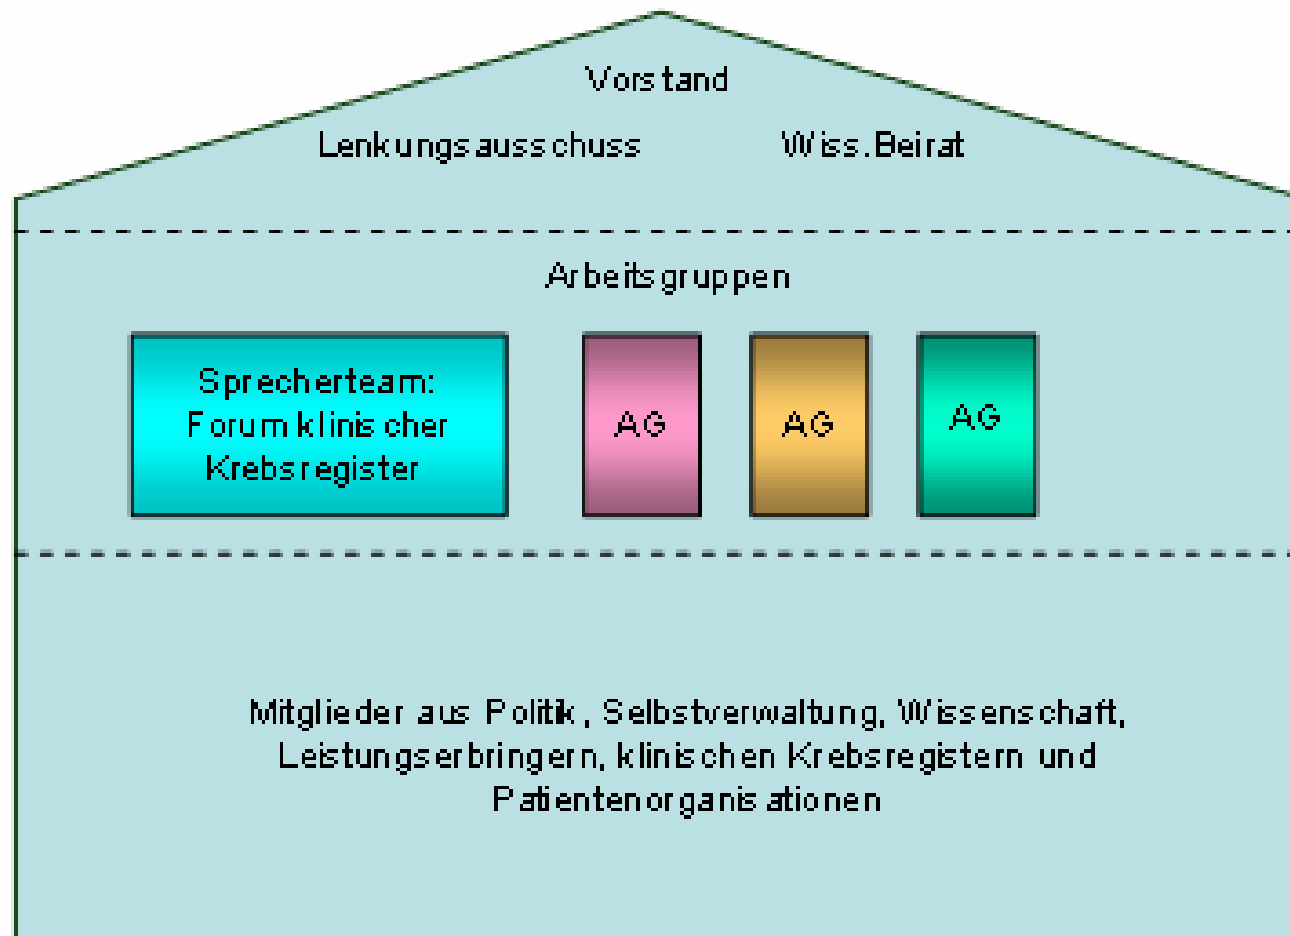 Vorstand
Lenkungsausschuss Wiss.Beirat
Arbeitsgruppen
Sprecherteam:
Forum klinischer
Krebsregister
AG AG AG
Mitglieder aus Politik, Selbstverwaltung, Wissenschaft,
Leistungserbringern, klinischen Krebsregistern und
Patientenorganisationen